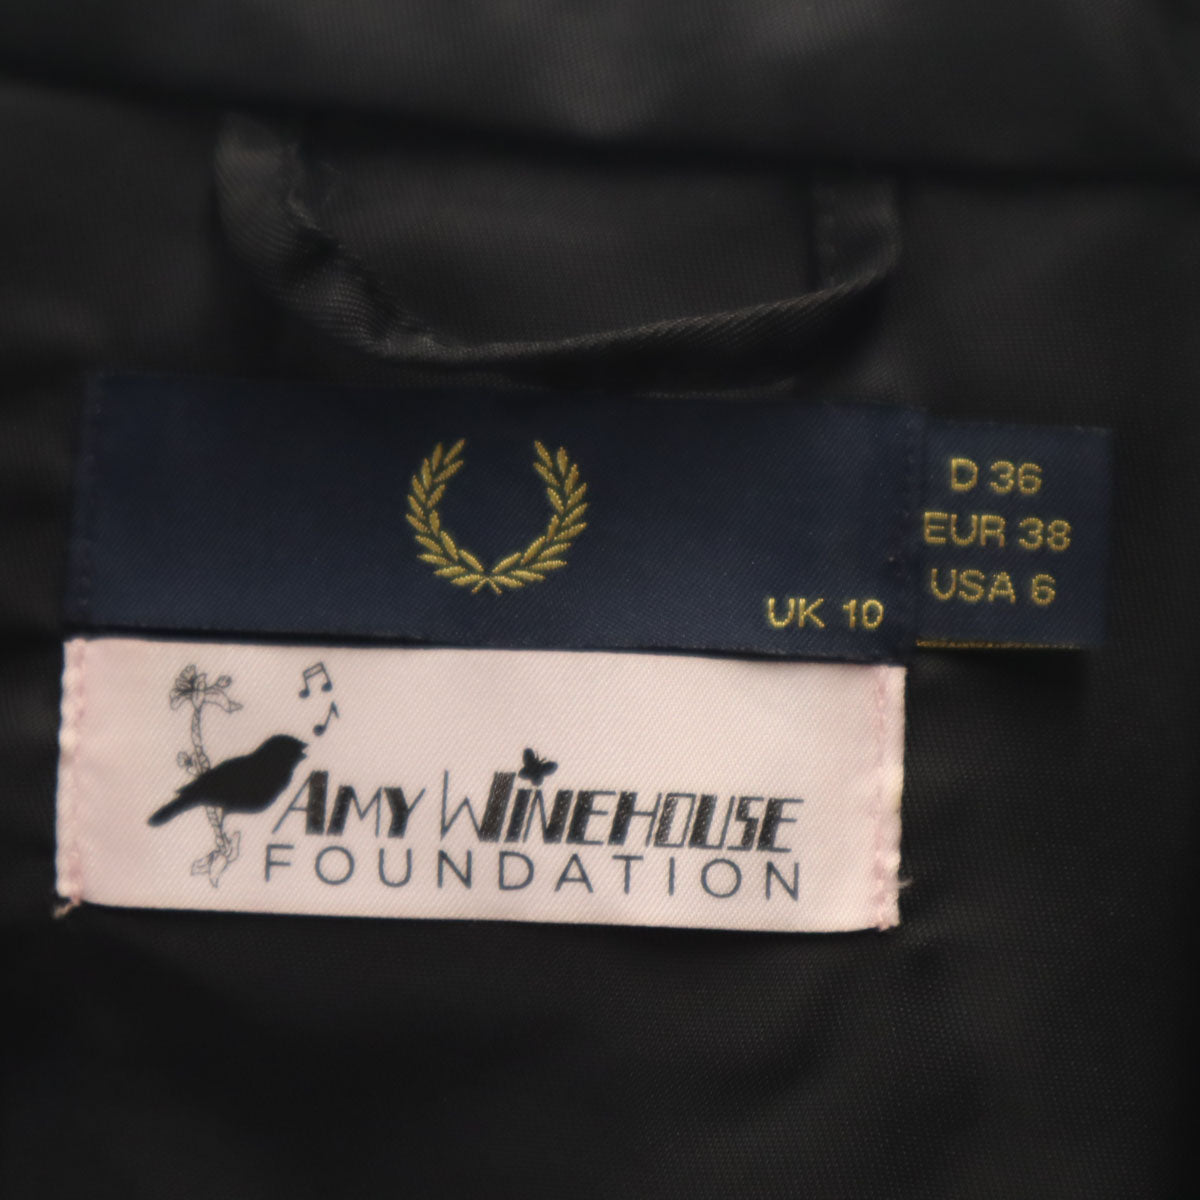 D 36
EUR 38
USA 6
UK 10
AMY WINEHOUSE
FOUNDATION